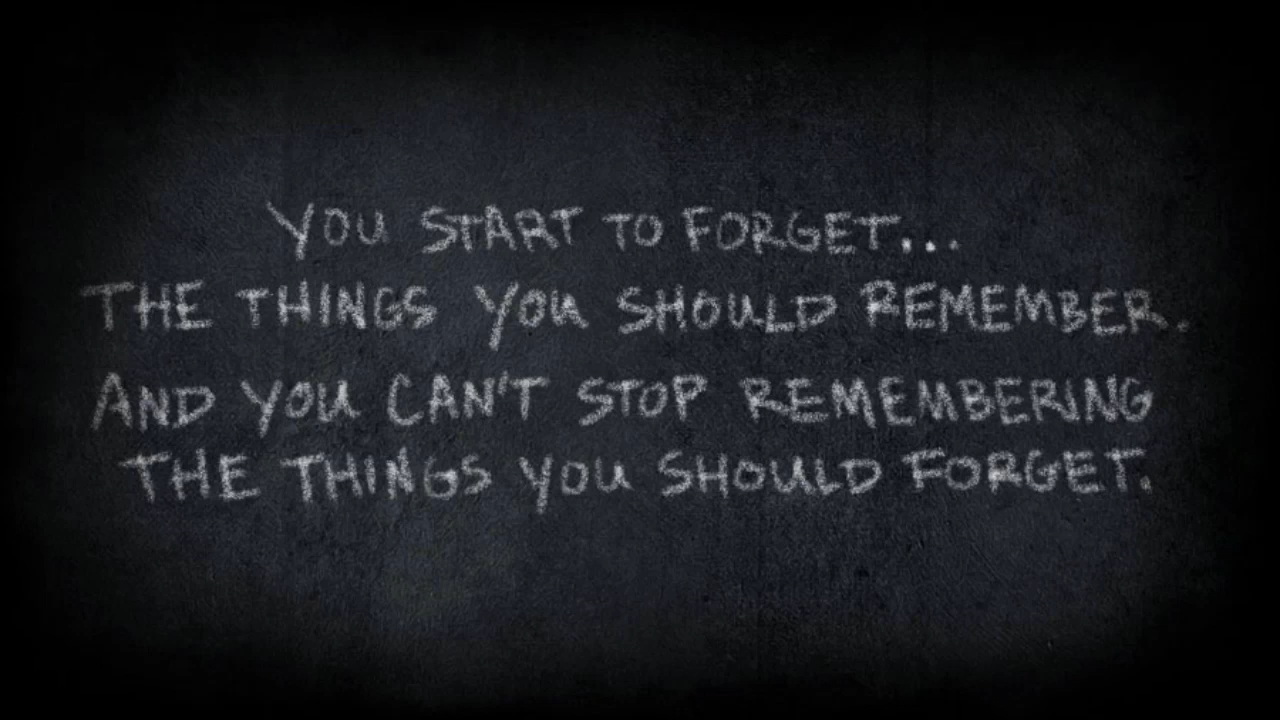 YOU START TO FORGET...
THE THINGS YOU SHOULD REMEMBER.
AND YOU CAN'T STOP REMEMBERING
THE THINGS YOU SHOULD FORGET.